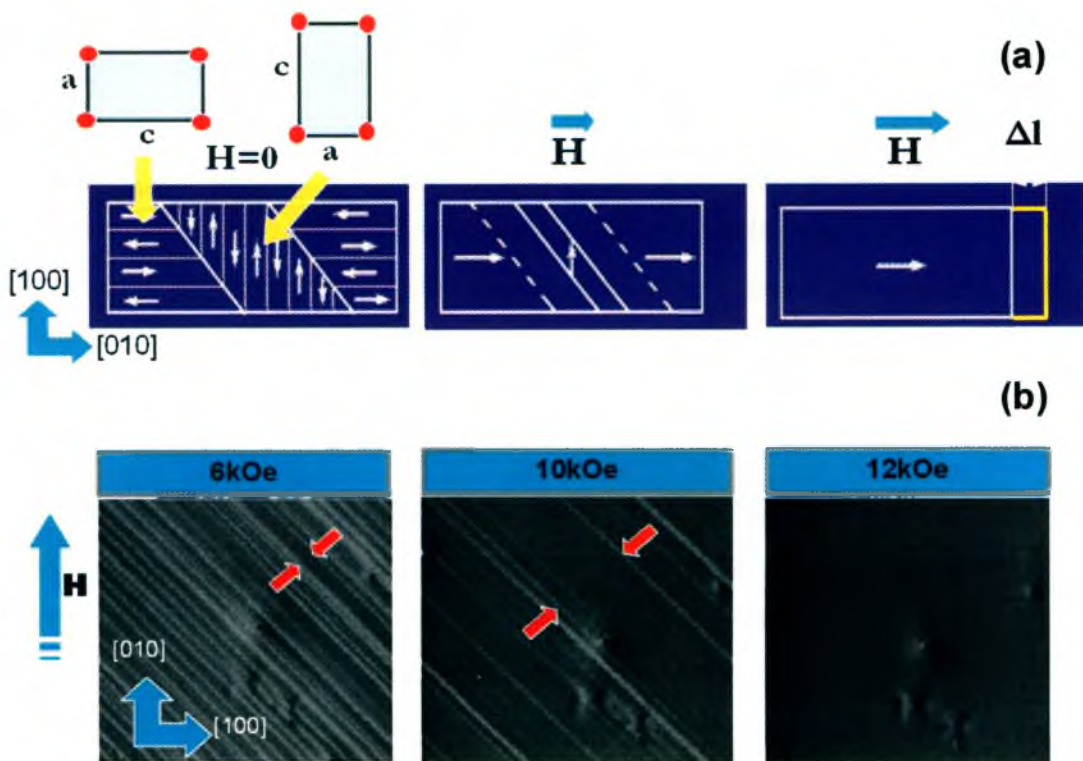 (a)
a
c
c
a
H=0
H
H
Δl
[100]
[010]
(b)
6kOe
10kOe
12kOe
H
[010]
[100]